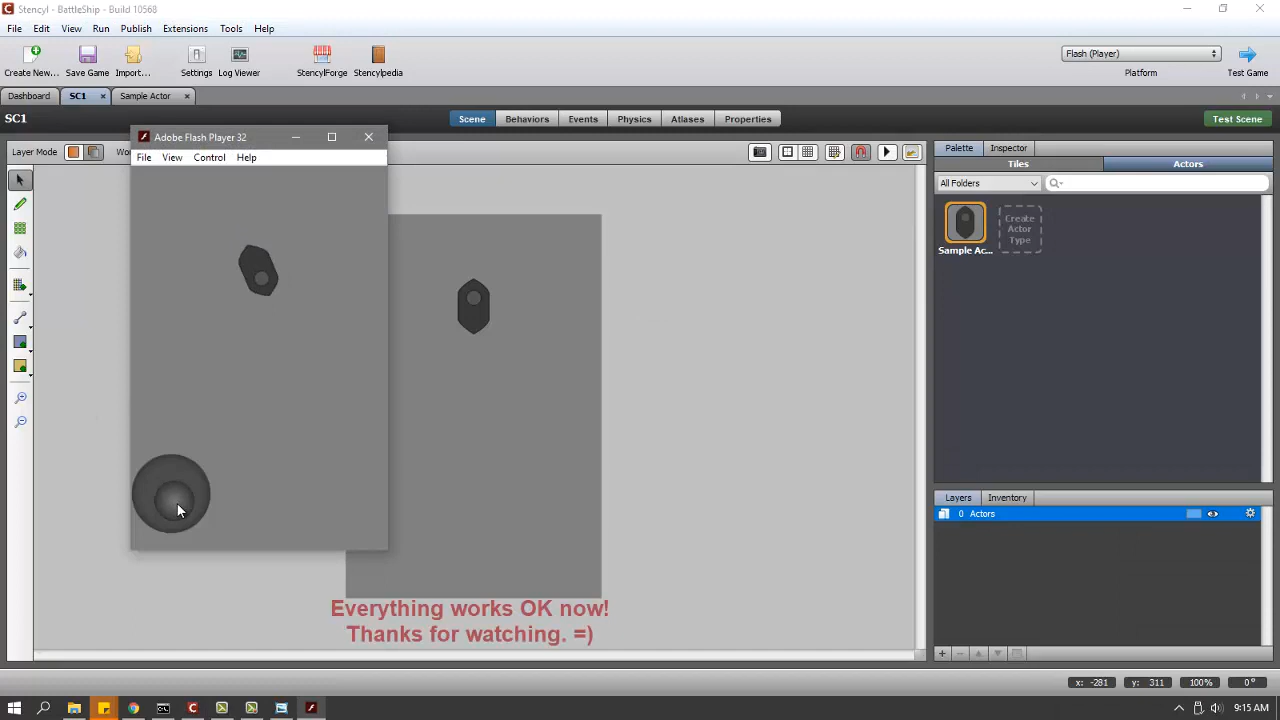 Stencyl - BattleShip - Build 10568
File Edit View Run Publish Extensions Tools Help
Create New... Save Game Import... Settings Log Viewer StencylForge Stencylpedia
Flash (Player)
Platform
Test Game
Dashboard SC1 Sample Actor
SC1
Scene Behaviors Events Physics Atlases Properties
Test Scene
Adobe Flash Player 32
File View Control Help
Layer Mode
Palette Inspector
Tiles Actors
All Folders
Create
Actor
Type
Sample Ac...
Layers Inventory
0 Actors
Everything works OK now!
Thanks for watching. =)
x: -281 y: 311 100% 0°
9:15 AM